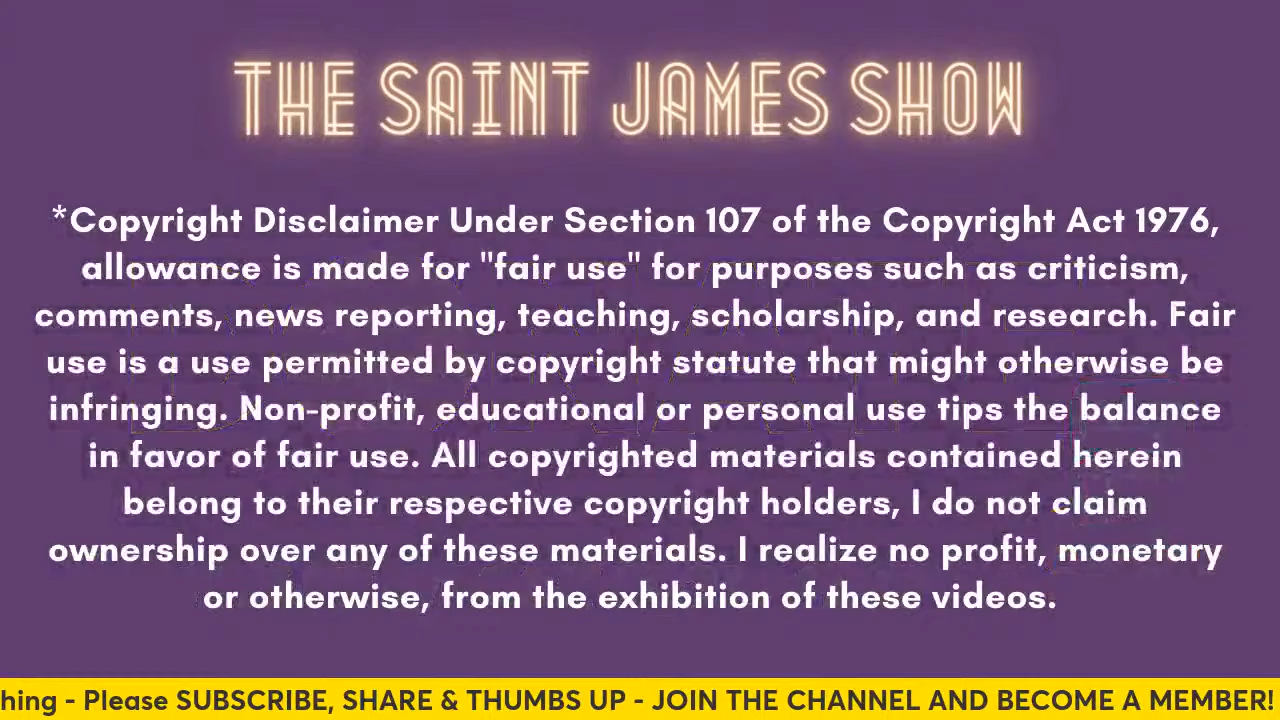 THE SAINT JAMES SHOW
*Copyright Disclaimer Under Section 107 of the Copyright Act 1976,
allowance is made for "fair use" for purposes such as criticism,
comments, news reporting, teaching, scholarship, and research. Fair
use is a use permitted by copyright statute that might otherwise be
infringing. Non-profit, educational or personal use tips the balance
in favor of fair use. All copyrighted materials contained herein
belong to their respective copyright holders, I do not claim
ownership over any of these materials. I realize no profit, monetary
or otherwise, from the exhibition of these videos.
hing - Please SUBSCRIBE, SHARE & THUMBS UP - JOIN THE CHANNEL AND BECOME A MEMBER!